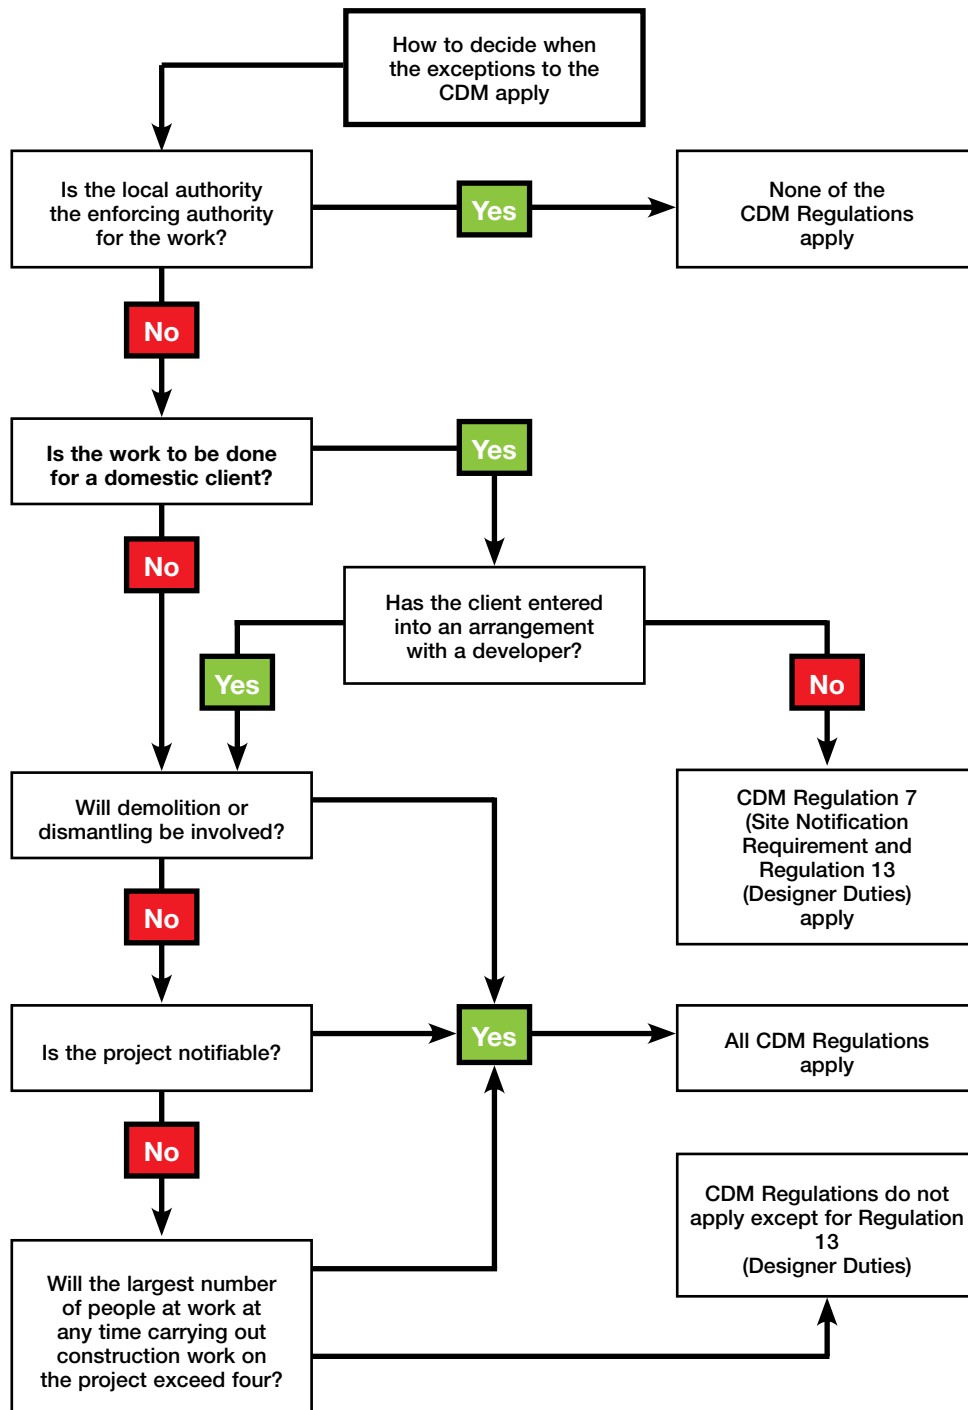 How to decide when
the exceptions to the
CDM apply
Is the local authority
the enforcing authority
for the work?
Yes
None of the
CDM Regulations
apply
No
Is the work to be done
for a domestic client?
Yes
No
Has the client entered
into an arrangement
with a developer?
Yes
No
Will demolition or
dismantling be involved?
CDM Regulation 7
(Site Notification
Requirement and
Regulation 13
(Designer Duties)
apply
No
Is the project notifiable?
Yes
All CDM Regulations
apply
No
CDM Regulations do not
apply except for Regulation
13
(Designer Duties)
Will the largest number
of people at work at
any time carrying out
construction work on
the project exceed four?